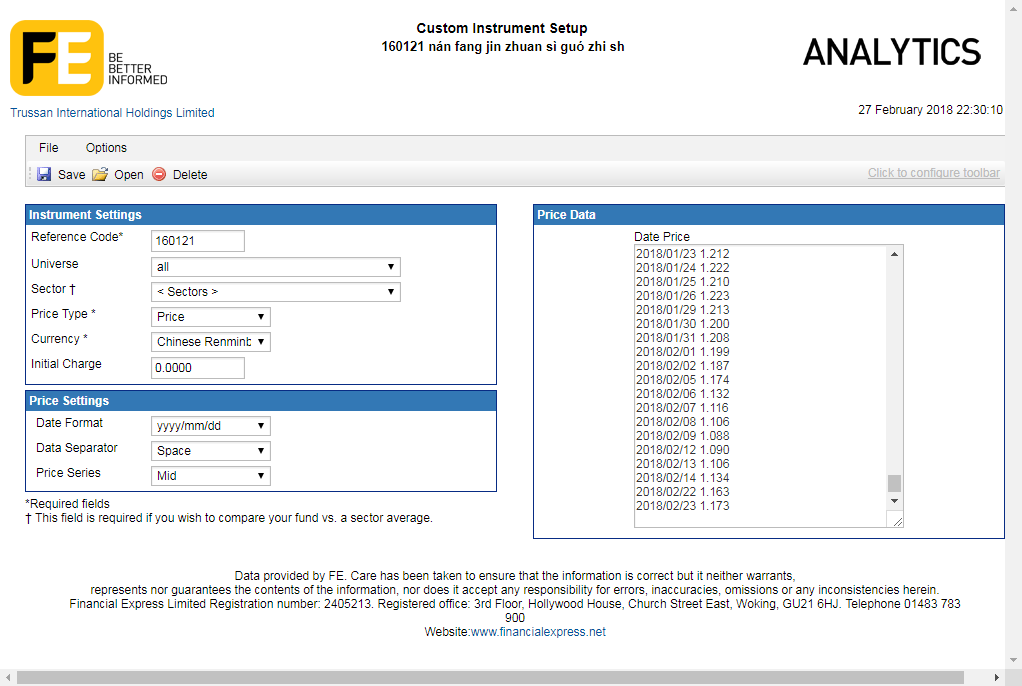 FE
BE
BETTER
INFORMED
Custom Instrument Setup
160121 nán fang jin zhuan sì guó zhi sh
ANALYTICS
Trussan International Holdings Limited
27 February 2018 22:30:10
File Options
Save Open Delete
Click to configure toolbar
Instrument Settings
Reference Code* 160121
Universe all
Sector † < Sectors >
Price Type * Price
Currency * Chinese Renminb
Initial Charge 0.0000
Price Settings
Date Format yyyy/mm/dd
Data Separator Space
Price Series Mid
*Required fields
† This field is required if you wish to compare your fund vs. a sector average.
Price Data
Date Price
2018/01/23 1.212
2018/01/24 1.222
2018/01/25 1.210
2018/01/26 1.223
2018/01/29 1.213
2018/01/30 1.200
2018/01/31 1.208
2018/02/01 1.199
2018/02/02 1.187
2018/02/05 1.174
2018/02/06 1.132
2018/02/07 1.116
2018/02/08 1.106
2018/02/09 1.088
2018/02/12 1.090
2018/02/13 1.106
2018/02/14 1.134
2018/02/22 1.163
2018/02/23 1.173
Data provided by FE. Care has been taken to ensure that the information is correct but it neither warrants,
represents nor guarantees the contents of the information, nor does it accept any responsibility for errors, inaccuracies, omissions or any inconsistencies herein.
Financial Express Limited Registration number: 2405213. Registered office: 3rd Floor, Hollywood House, Church Street East, Woking, GU21 6HJ. Telephone 01483 783
900
Website:www.financialexpress.net